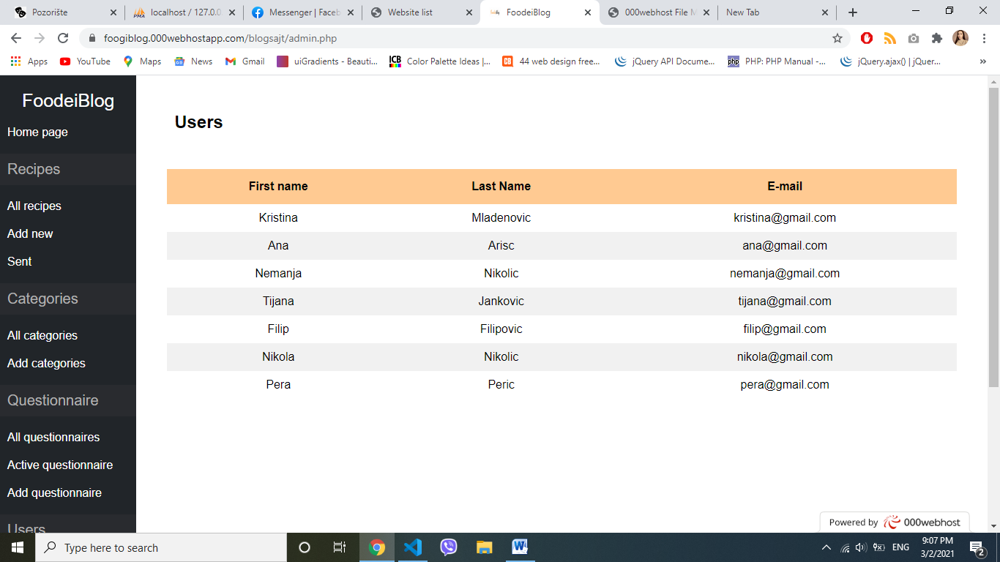 Pozorište
localhost / 127.0.0
Messenger | Faceb
Website list
FoodeiBlog
000webhost File M
New Tab
foogiblog.000webhostapp.com/blogsajt/admin.php
Apps
YouTube
Maps
News
Gmail
uiGradients - Beauti...
ICB
Color Palette Ideas |...
CB
44 web design free...
jQuery API Docume...
php
PHP: PHP Manual -...
jQuery.ajax() | jQuer...
»
FoodeiBlog
Home page
Recipes
All recipes
Add new
Sent
Categories
All categories
Add categories
Questionnaire
All questionnaires
Active questionnaire
Add questionnaire
Users
Users
First name Last Name E-mail
Kristina Mladenovic kristina@gmail.com
Ana Arisc ana@gmail.com
Nemanja Nikolic nemanja@gmail.com
Tijana Jankovic tijana@gmail.com
Filip Filipovic filip@gmail.com
Nikola Nikolic nikola@gmail.com
Pera Peric pera@gmail.com
Powered by 000webhost
Type here to search
ENG
9:07 PM
3/2/2021
2